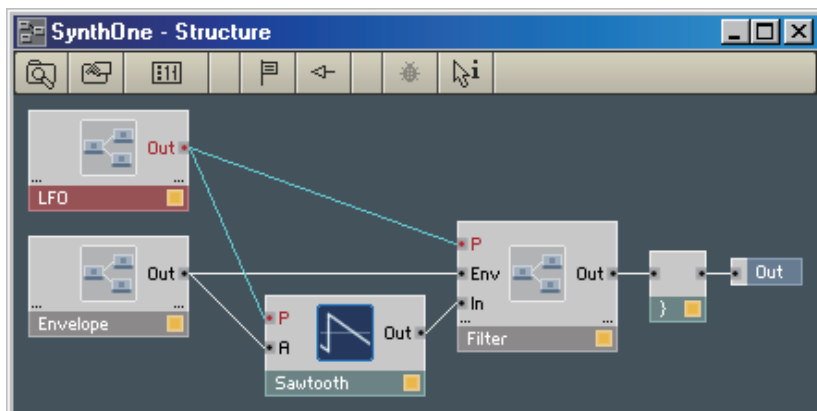 SynthOne - Structure
i
Out
... ...
LFO
P
Out
Env Out
In
Out
... ...
Envelope
P
Out
A
... ...
Filter
}
Sawtooth